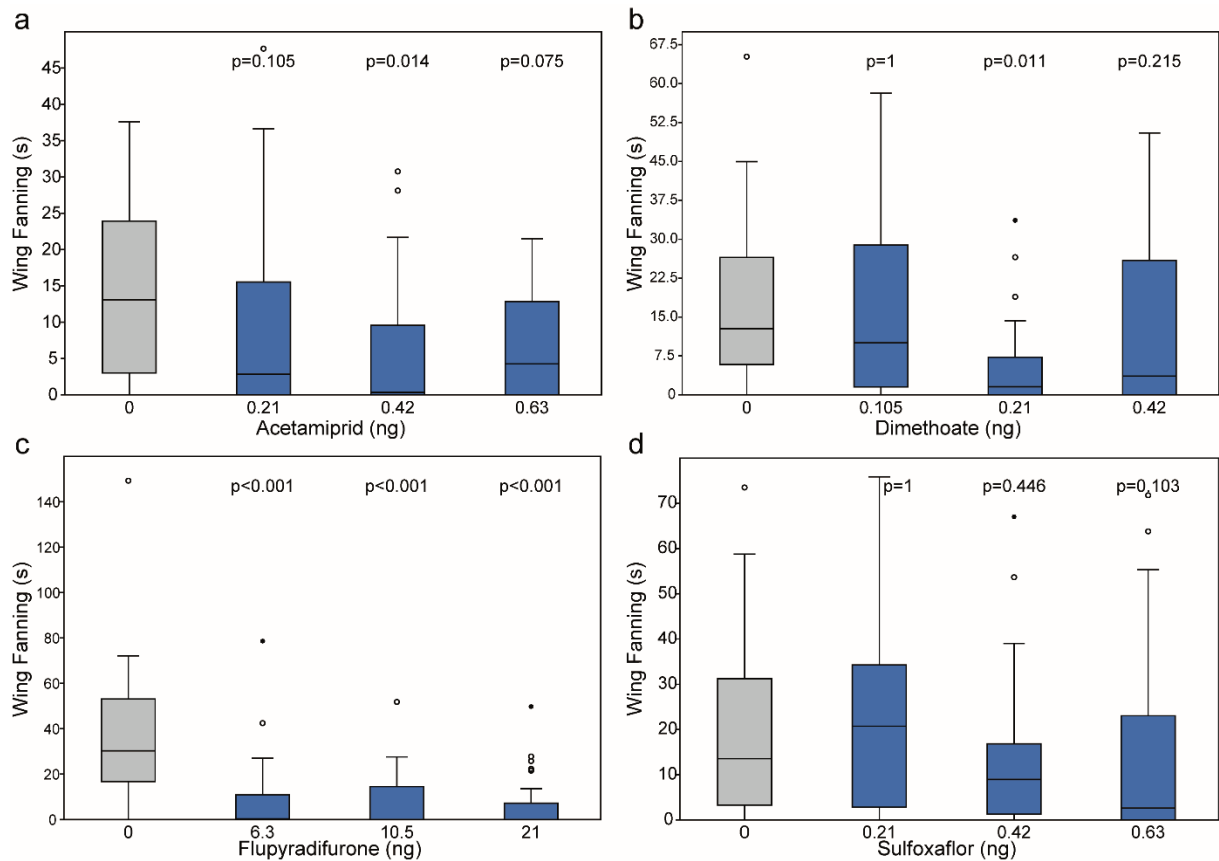 a
45
40
35
30
25
20
15
10
5
0
Wing Fanning (s)
p=0.105 p=0.014 p=0.075
0 0.21 0.42 0.63
Acetamiprid (ng)
b
67.5
60.0
52.5
45.0
37.5
30.0
22.5
15.0
7.5
0
Wing Fanning (s)
p=1 p=0.011 p=0.215
0 0.105 0.21 0.42
Dimethoate (ng)
c
140
120
100
80
60
40
20
0
Wing Fanning (s)
p<0.001 p<0.001 p<0.001
0 6.3 10.5 21
Flupyradifurone (ng)
d
70
60
50
40
30
20
10
0
Wing Fanning (s)
p=1 p=0.446 p=0.103
0 0.21 0.42 0.63
Sulfoxaflor (ng)